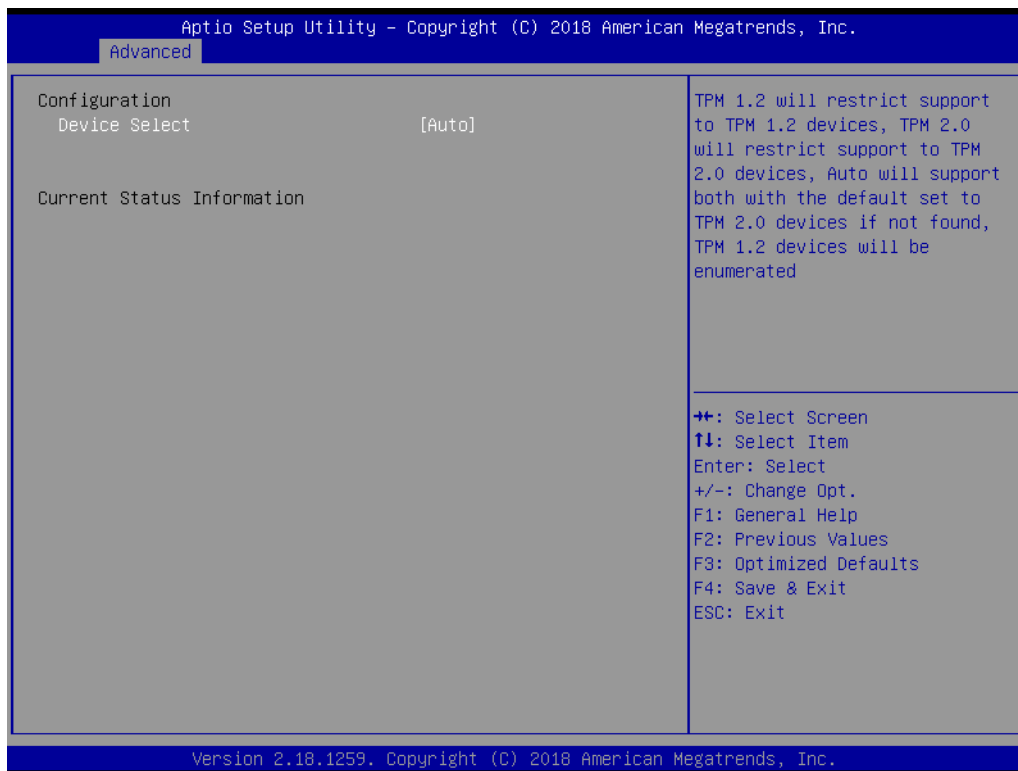 Aptio Setup Utility – Copyright (C) 2018 American Megatrends, Inc.
Advanced
Configuration
Device Select [Auto]
Current Status Information
TPM 1.2 will restrict support
to TPM 1.2 devices, TPM 2.0
will restrict support to TPM
2.0 devices, Auto will support
both with the default set to
TPM 2.0 devices if not found,
TPM 1.2 devices will be
enumerated
→←: Select Screen
↑↓: Select Item
Enter: Select
+/-: Change Opt.
F1: General Help
F2: Previous Values
F3: Optimized Defaults
F4: Save & Exit
ESC: Exit
Version 2.18.1259. Copyright (C) 2018 American Megatrends, Inc.